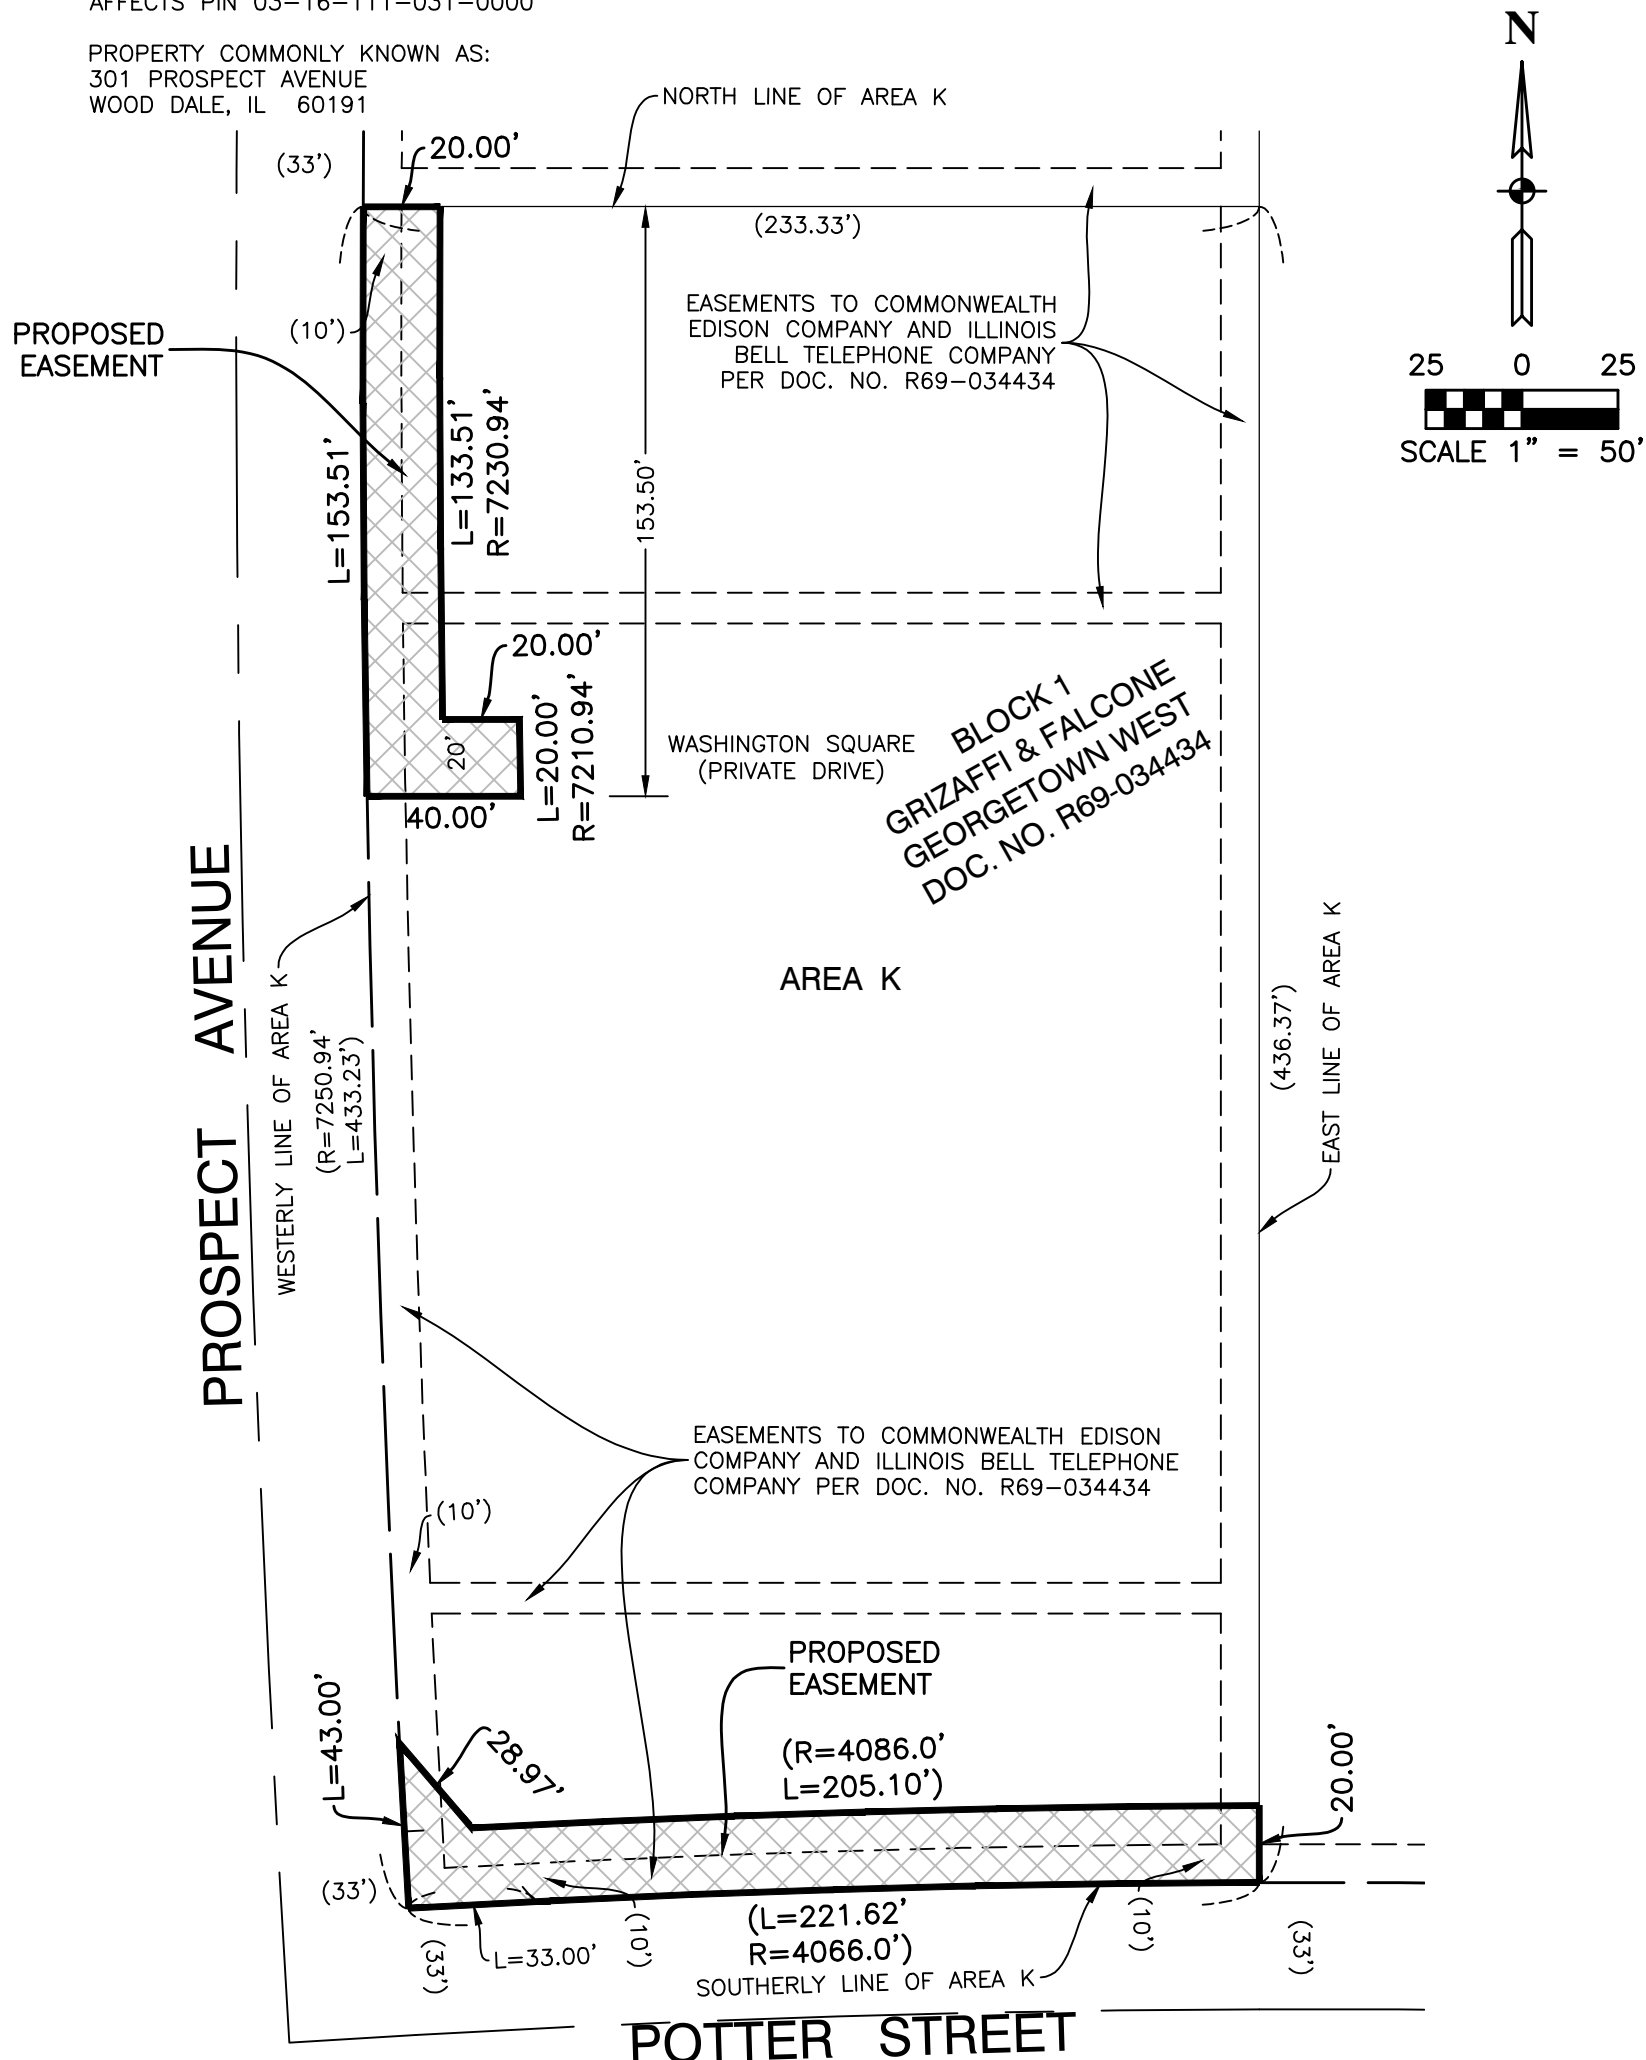 AFFECTS PIN 03-16-111-031-0000
PROPERTY COMMONLY KNOWN AS:
301 PROSPECT AVENUE
WOOD DALE, IL 60191
N
NORTH LINE OF AREA K
20.00'
(33')
(233.33')
EASEMENTS TO COMMONWEALTH
EDISON COMPANY AND ILLINOIS
BELL TELEPHONE COMPANY
PER DOC. NO. R69-034434
PROPOSED
EASEMENT
(10')
25 0 25
SCALE 1" = 50'
L=153.51'
L=133.51'
R=7230.94'
153.50'
20.00'
20'
L=20.00'
R=7210.94'
40.00'
WASHINGTON SQUARE
(PRIVATE DRIVE)
BLOCK 1
GRIZAFFI & FALCONE
GEORGETOWN WEST
DOC. NO. R69-034434
PROSPECT AVENUE
WESTERLY LINE OF AREA K
(R=7250.94'
L=433.23')
AREA K
(436.37')
EAST LINE OF AREA K
EASEMENTS TO COMMONWEALTH EDISON
COMPANY AND ILLINOIS BELL TELEPHONE
COMPANY PER DOC. NO. R69-034434
(10')
PROPOSED
EASEMENT
L=43.00'
28.97'
(R=4086.0'
L=205.10')
20.00'
(33')
(33')
L=33.00'
(10')
(L=221.62'
R=4066.0')
(10')
(33')
SOUTHERLY LINE OF AREA K
POTTER STREET